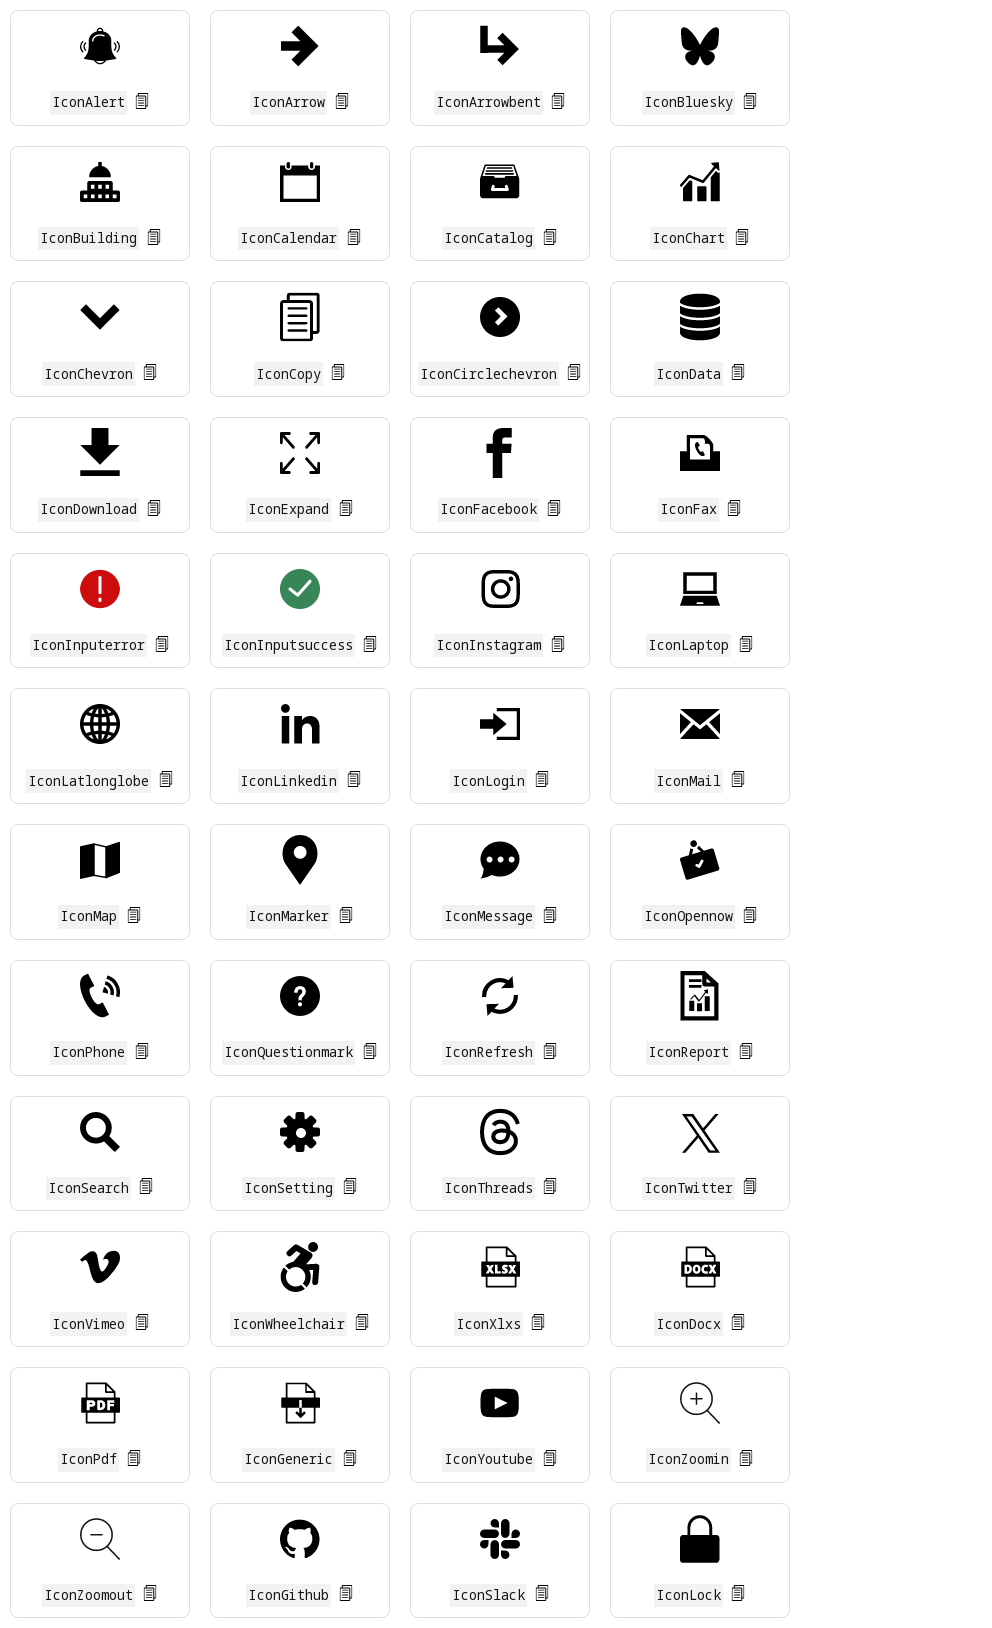 IconAlert
IconArrow
IconArrowbent
IconBluesky
IconBuilding
IconCalendar
IconCatalog
IconChart
IconChevron
IconCopy
IconCirclechevron
IconData
IconDownload
IconExpand
IconFacebook
IconFax
IconInputerror
IconInputsuccess
IconInstagram
IconLaptop
IconLatlonglobe
in
IconLinkedin
IconLogin
IconMail
IconMap
IconMarker
IconMessage
IconOpennow
IconPhone
?
IconQuestionmark
IconRefresh
IconReport
IconSearch
IconSetting
IconThreads
IconTwitter
IconVimeo
IconWheelchair
XLSX
IconXlxs
DOCX
IconDocx
PDF
IconPdf
IconGeneric
IconYoutube
IconZoomin
IconZoomout
IconGithub
IconSlack
IconLock